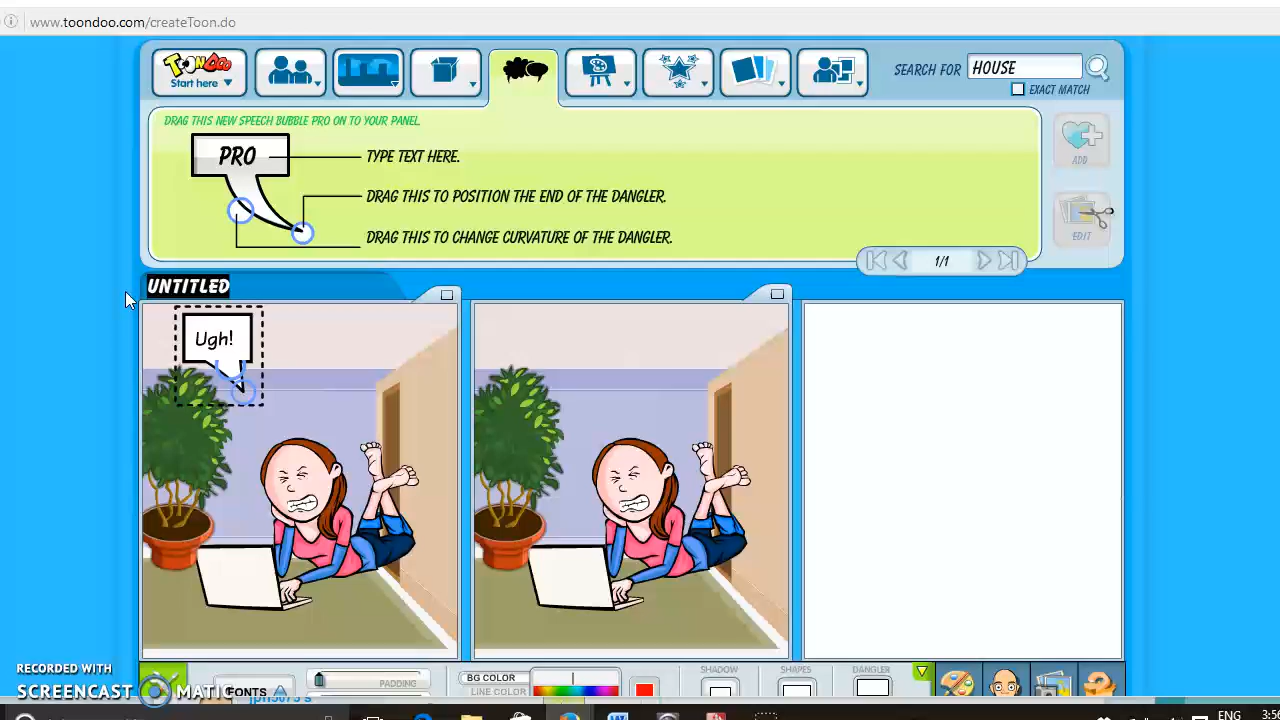 www.toondoo.com/createToon.do
TOONDOO
Start here
SEARCH FOR HOUSE
EXACT MATCH
DRAG THIS NEW SPEECH BUBBLE PRO ON TO YOUR PANEL.
PRO
TYPE TEXT HERE.
DRAG THIS TO POSITION THE END OF THE DANGLER.
DRAG THIS TO CHANGE CURVATURE OF THE DANGLER.
ADD
EDIT
1/1
UNTITLED
Ugh!
RECORDED WITH
SCREENCAST MATIC
FONTS A
PADDING
BG COLOR
LINE COLOR
SHADOW
SHAPES
DANGLER
ENG